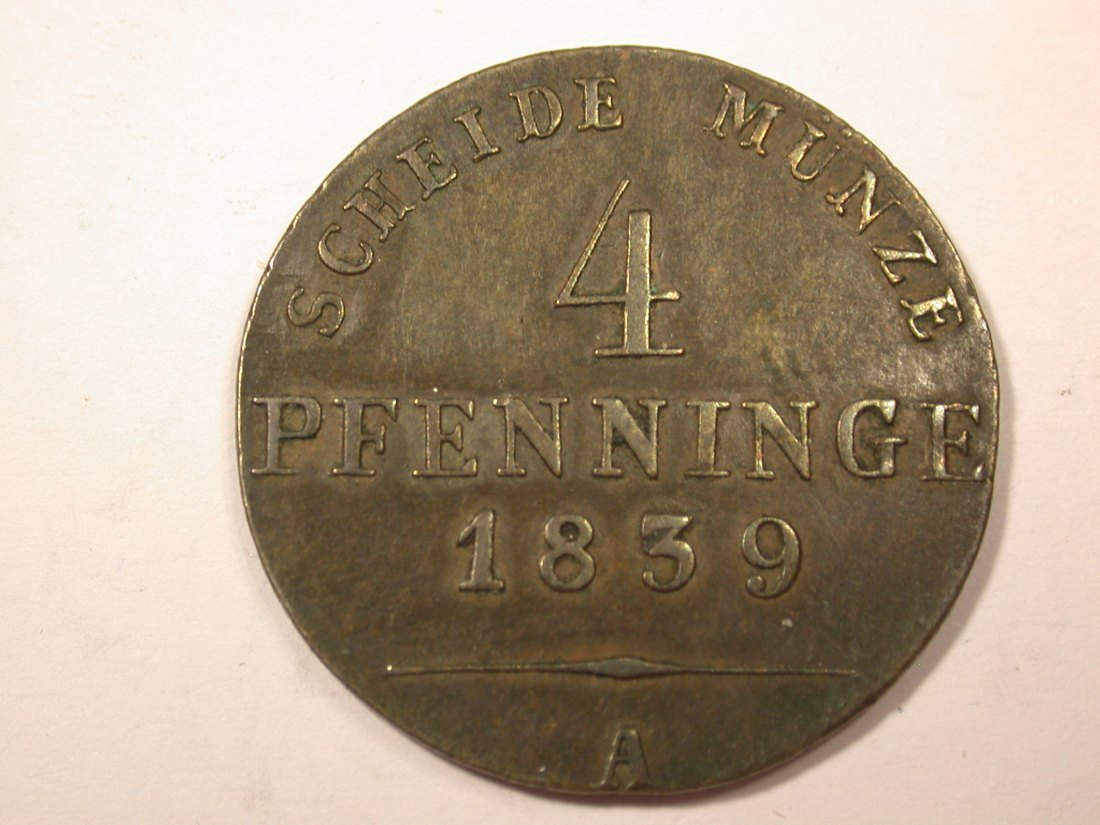 SCHEIDE MÜNZE
4
PFENNINGE
1839
A